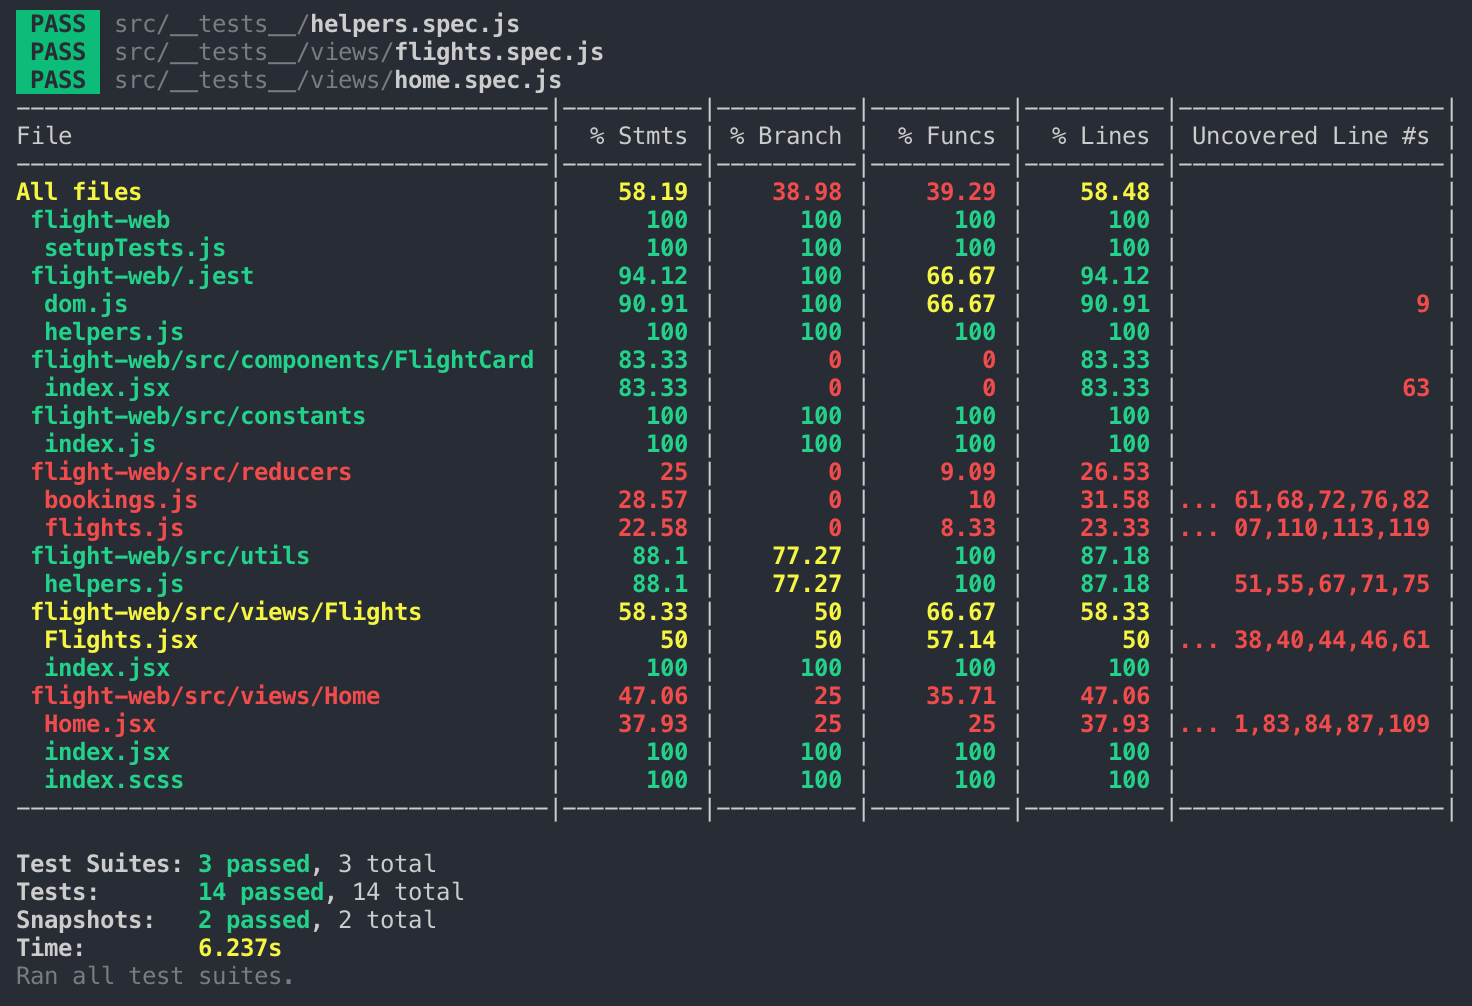 PASS src/__tests__/helpers.spec.js
PASS src/__tests__/views/flights.spec.js
PASS src/__tests__/views/home.spec.js
File | % Stmts | % Branch | % Funcs | % Lines | Uncovered Line #s |
All files | 58.19 | 38.98 | 39.29 | 58.48 | |
flight-web | 100 | 100 | 100 | 100 | |
setupTests.js | 100 | 100 | 100 | 100 | |
flight-web/.jest | 94.12 | 100 | 66.67 | 94.12 | |
dom.js | 90.91 | 100 | 66.67 | 90.91 | 9 |
helpers.js | 100 | 100 | 100 | 100 | |
flight-web/src/components/FlightCard | 83.33 | 0 | 0 | 83.33 | |
index.jsx | 83.33 | 0 | 0 | 83.33 | 63 |
flight-web/src/constants | 100 | 100 | 100 | 100 | |
index.js | 100 | 100 | 100 | 100 | |
flight-web/src/reducers | 25 | 0 | 9.09 | 26.53 | |
bookings.js | 28.57 | 0 | 10 | 31.58 |... 61,68,72,76,82 |
flights.js | 22.58 | 0 | 8.33 | 23.33 |... 07,110,113,119 |
flight-web/src/utils | 88.1 | 77.27 | 100 | 87.18 | |
helpers.js | 88.1 | 77.27 | 100 | 87.18 | 51,55,67,71,75 |
flight-web/src/views/Flights | 58.33 | 50 | 66.67 | 58.33 | |
Flights.jsx | 50 | 50 | 57.14 | 50 |... 38,40,44,46,61 |
index.jsx | 100 | 100 | 100 | 100 | |
flight-web/src/views/Home | 47.06 | 25 | 35.71 | 47.06 | |
Home.jsx | 37.93 | 25 | 25 | 37.93 |... 1,83,84,87,109 |
index.jsx | 100 | 100 | 100 | 100 | |
index.scss | 100 | 100 | 100 | 100 | |
Test Suites: 3 passed, 3 total
Tests: 14 passed, 14 total
Snapshots: 2 passed, 2 total
Time: 6.237s
Ran all test suites.